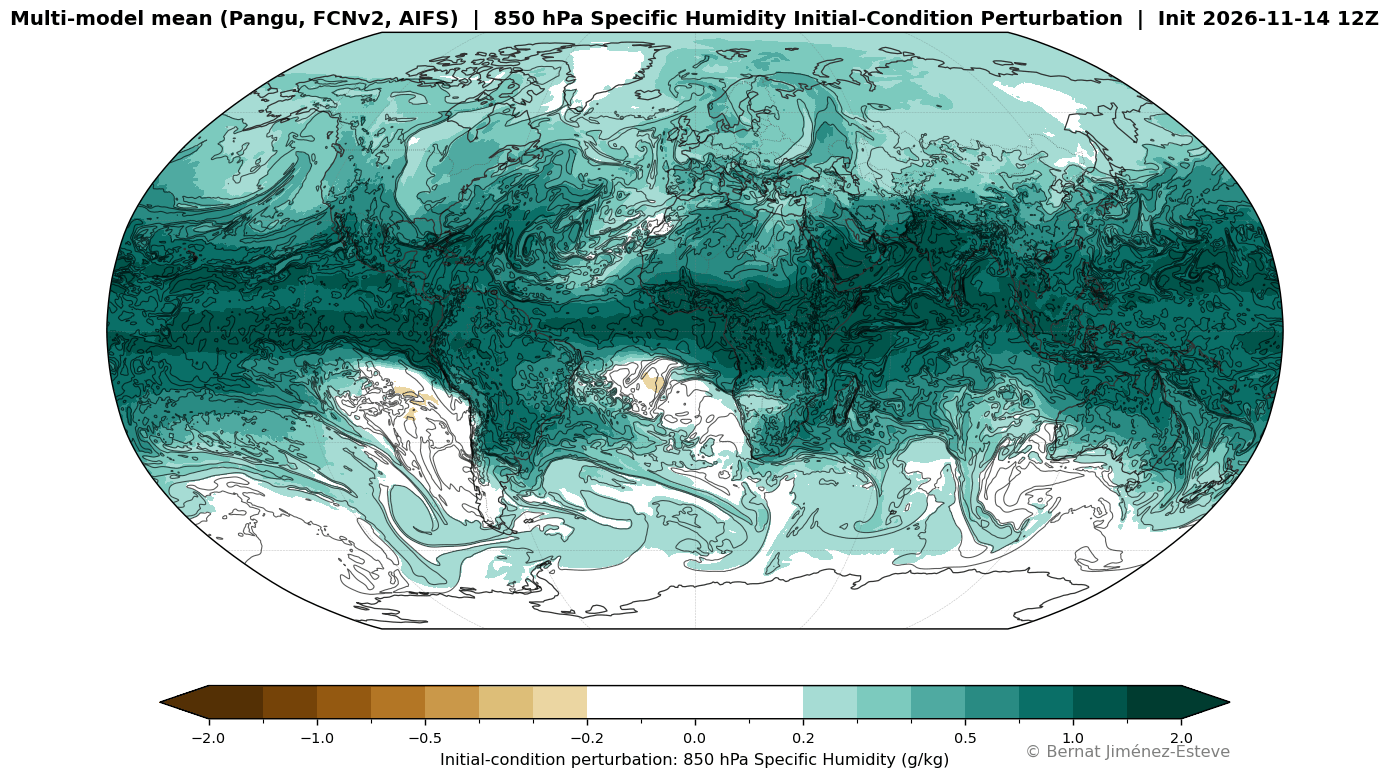 Multi-model mean (Pangu, FCNv2, AIFS)  |  850 hPa Specific Humidity Initial-Condition Perturbation  |  Init 2026-11-14 12Z
−2.0 −1.0 −0.5 −0.2 0.0 0.2 0.5 1.0 2.0
© Bernat Jiménez-Esteve
Initial-condition perturbation: 850 hPa Specific Humidity (g/kg)